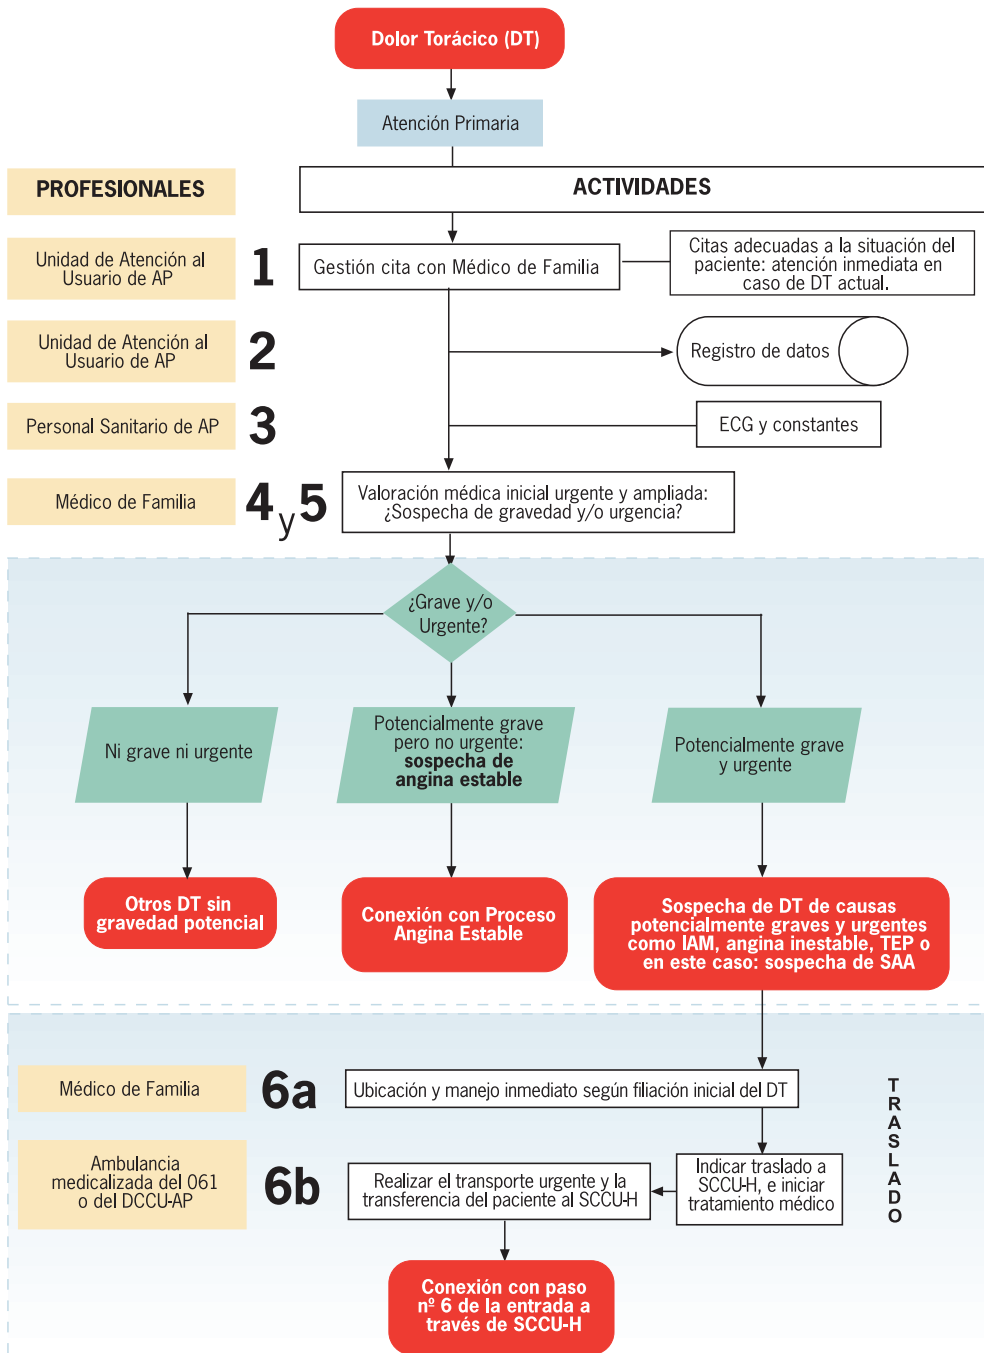 Dolor Torácico (DT)
Atención Primaria
PROFESIONALES
ACTIVIDADES
Unidad de Atención al
Usuario de AP
1
Gestión cita con Médico de Familia
Citas adecuadas a la situación del
paciente: atención inmediata en
caso de DT actual.
Unidad de Atención al
Usuario de AP
2
Registro de datos
Personal Sanitario de AP
3
ECG y constantes
Médico de Familia
4 y 5
Valoración médica inicial urgente y ampliada:
¿Sospecha de gravedad y/o urgencia?
¿Grave y/o
Urgente?
Ni grave ni urgente
Potencialmente grave
pero no urgente:
sospecha de
angina estable
Potencialmente grave
y urgente
Otros DT sin
gravedad potencial
Conexión con Proceso
Angina Estable
Sospecha de DT de causas
potencialmente graves y urgentes
como IAM, angina inestable, TEP o
en este caso: sospecha de SAA
Médico de Familia
6a
Ubicación y manejo inmediato según filiación inicial del DT
TRASLADO
Ambulancia
medicalizada del 061
o del DCCU-AP
6b
Realizar el transporte urgente y la
transferencia del paciente al SCCU-H
Indicar traslado a
SCCU-H, e iniciar
tratamiento médico
Conexión con paso
nº 6 de la entrada a
través de SCCU-H